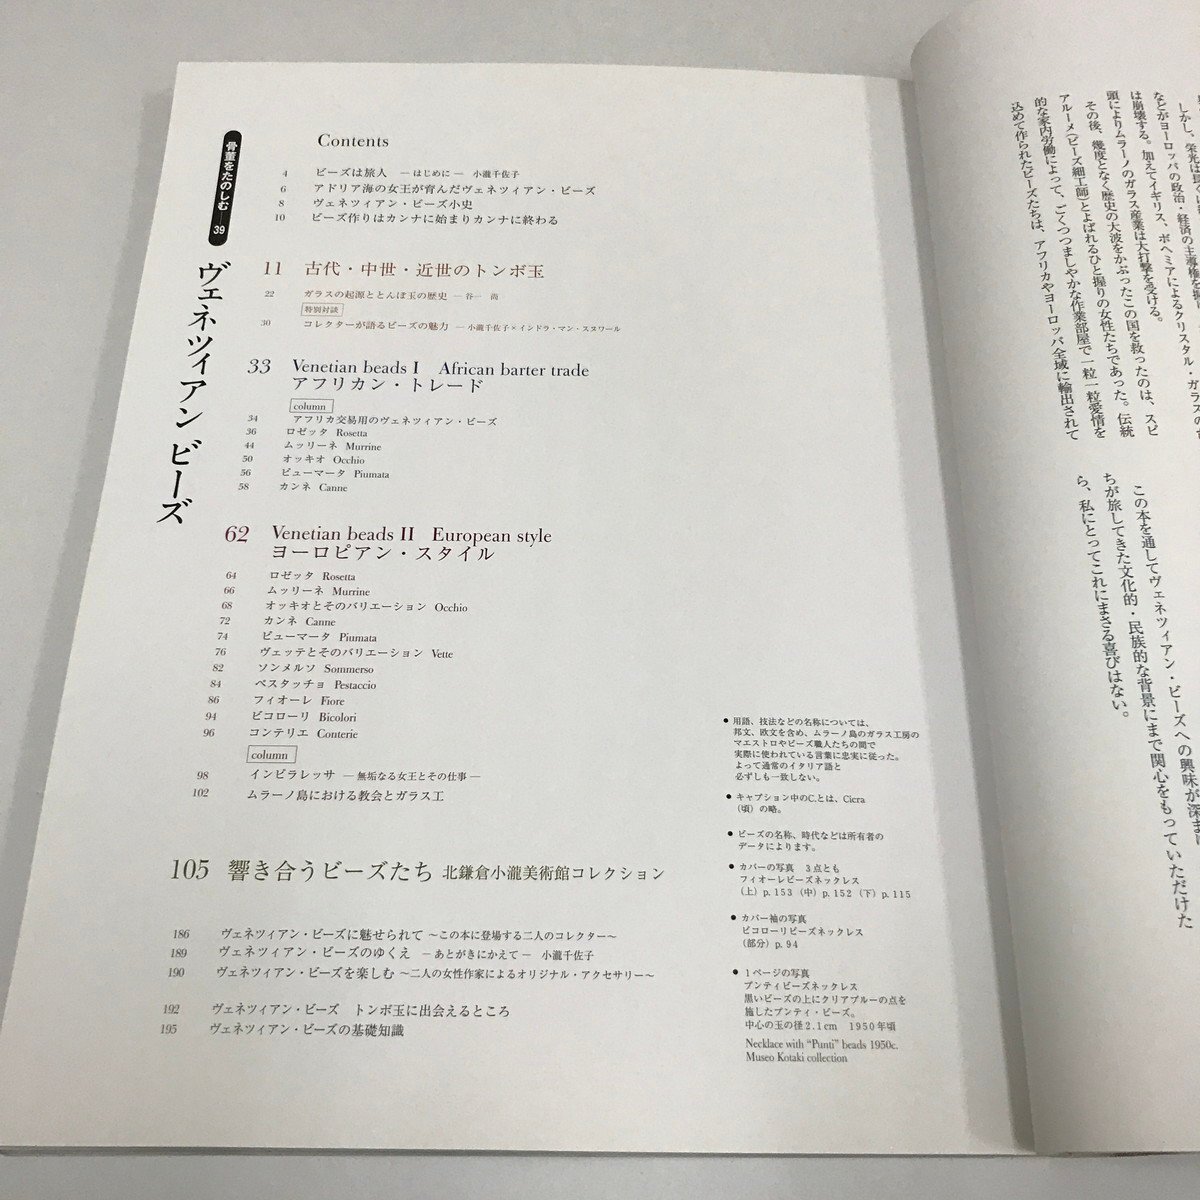 骨董をたのしむ—39
ヴェネツィアンビーズ
Contents
4 ビーズは旅人 —はじめに— 小瀧千佐子
6 アドリア海の女王が育んだヴェネツィアン・ビーズ
8 ヴェネツィアン・ビーズ小史
10 ビーズ作りはカンナに始まりカンナに終わる
11 古代・中世・近世のトンボ玉
22 ガラスの起源ととんぼ玉の歴史 —谷一 尚
特別対談
30 コレクターが語るビーズの魅力 —小瀧千佐子×インドラ・マン・スヌワール
33 Venetian beads I African barter trade
アフリカン・トレード
column
34 アフリカ交易用のヴェネツィアン・ビーズ
36 ロゼッタ Rosetta
44 ムッリーネ Murrine
50 オッキオ Occhio
56 ピューマータ Piumata
58 カンネ Canne
62 Venetian beads II European style
ヨーロピアン・スタイル
64 ロゼッタ Rosetta
66 ムッリーネ Murrine
68 オッキオとそのバリエーション Occhio
72 カンネ Canne
74 ピューマータ Piumata
76 ヴェッテとそのバリエーション Vette
82 ソンメルソ Sommerso
84 ペスタッチョ Pestaccio
86 フィオーレ Fiore
94 ビコローリ Bicolori
96 コンテリエ Conterie
column
98 インピラレッサ —無垢なる女王とその仕事—
102 ムラーノ島における教会とガラス工
105 響き合うビーズたち 北鎌倉小瀧美術館コレクション
186 ヴェネツィアン・ビーズに魅せられて 〜この本に登場する二人のコレクター〜
189 ヴェネツィアン・ビーズのゆくえ —あとがきにかえて— 小瀧千佐子
190 ヴェネツィアン・ビーズを楽しむ 〜二人の女性作家によるオリジナル・アクセサリー〜
192 ヴェネツィアン・ビーズ トンボ玉に出会えるところ
195 ヴェネツィアン・ビーズの基礎知識
●用語、技法などの名称については、
邦文、欧文を含め、ムラーノ島のガラス工房の
マエストロやビーズ職人たちの間で
実際に使われている言葉に忠実に従った。
よって通常のイタリア語と
必ずしも一致しない。
●キャプション中のC.とは、Cicra
（頃）の略。
●ビーズの名称、時代などは所有者の
データによります。
●カバーの写真 3点とも
フィオーレビーズネックレス
（上）p.153（中）p.152（下）p.115
●カバー袖の写真
ビコローリビーズネックレス
（部分）p.94
●1ページの写真
プンティビーズネックレス
黒いビーズの上にクリアブルーの点を
施したプンティ・ビーズ。
中心の玉の径2.1cm 1950年頃
Necklace with “Punti” beads 1950c.
Museo Kotaki collection
しかし、栄光は
などがヨーロッパの政治・経済の主導権を握
は崩壊する。加えてイギリス、ボヘミアによるクリスタル・ガラスの
頭によりムラーノのガラス産業は大打撃を受ける。
その後、幾度となく歴史の大波をかぶったこの国を救ったのは、スピ
アルーメ（ビーズ細工師）とよばれるひと握りの女性たちであった。伝統
的な家内労働によって、ごくつつましやかな作業部屋で一粒一粒愛情を
込めて作られたビーズたちは、アフリカやヨーロッパ全域に輸出されて
この本を通してヴェネツィアン・ビーズへの興味が深ま
ちが旅してきた文化的・民族的な背景にまで関心をもっていただけた
ら、私にとってこれにまさる喜びはない。